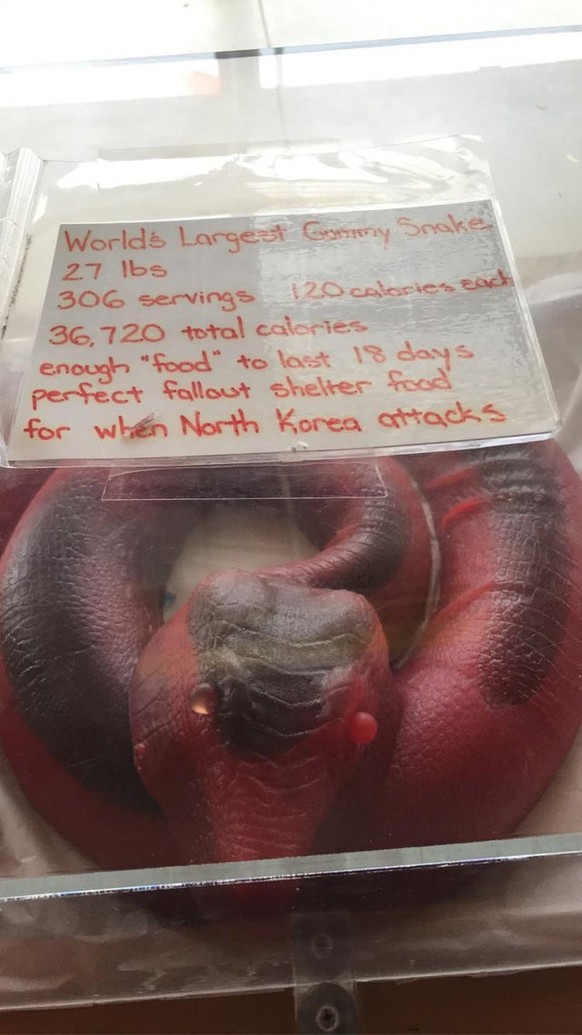 World's Largest Gummy Snake
27 lbs
306 servings 120 calories each
36,720 total calories
enough "food" to last 18 days
perfect fallout shelter food
for when North Korea attacks